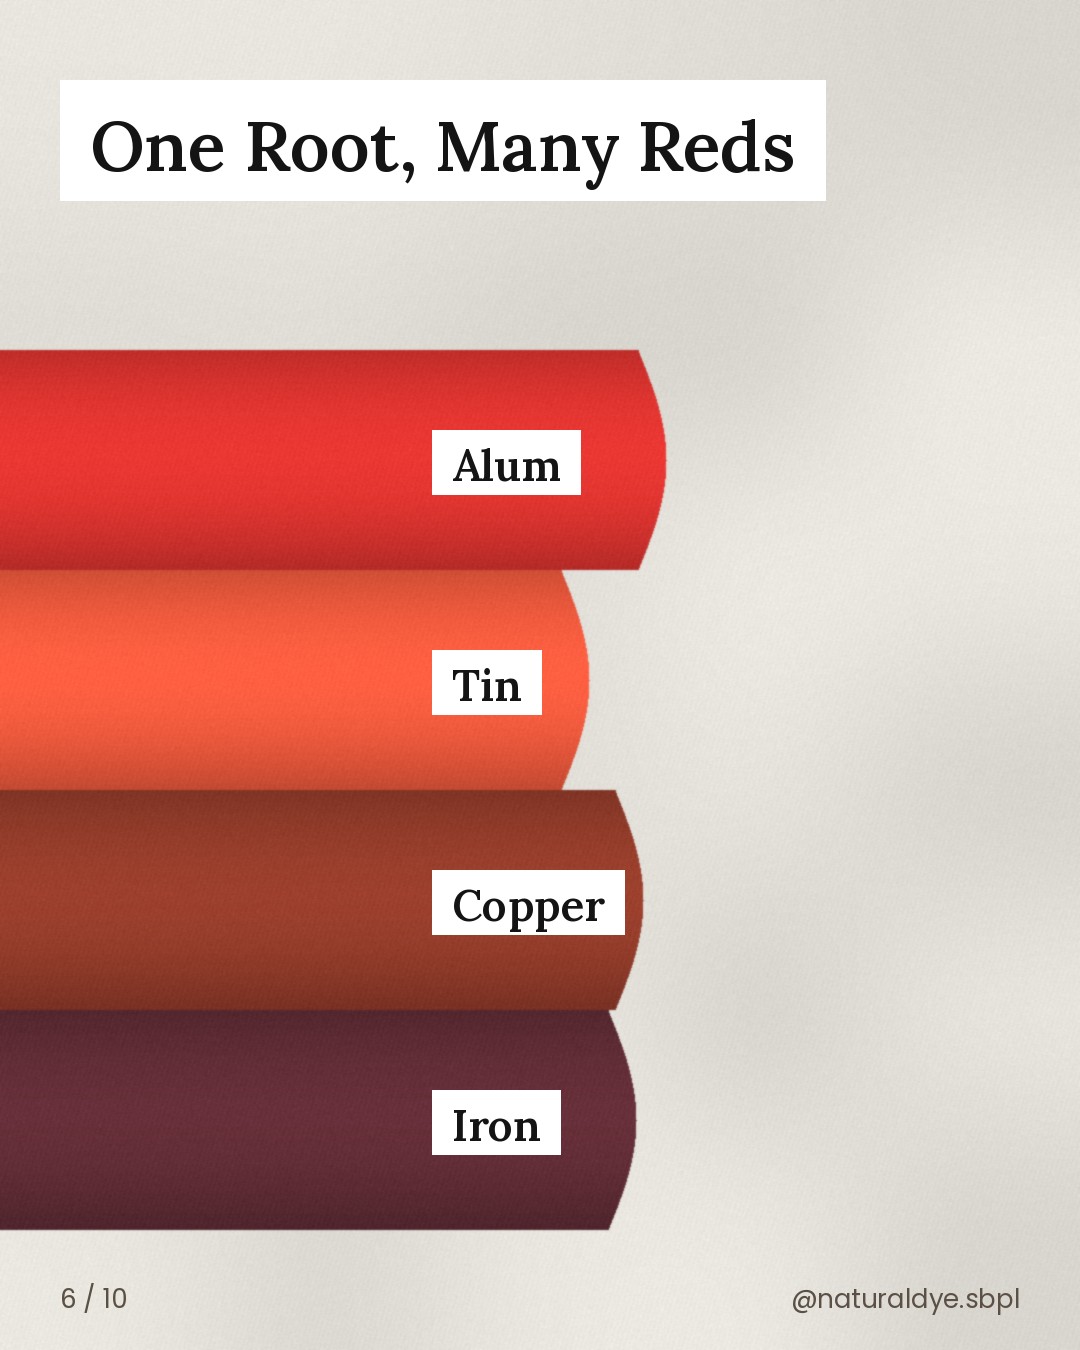 One Root, Many Reds
Alum
Tin
Copper
Iron
6 / 10
@naturaldye.sbpl